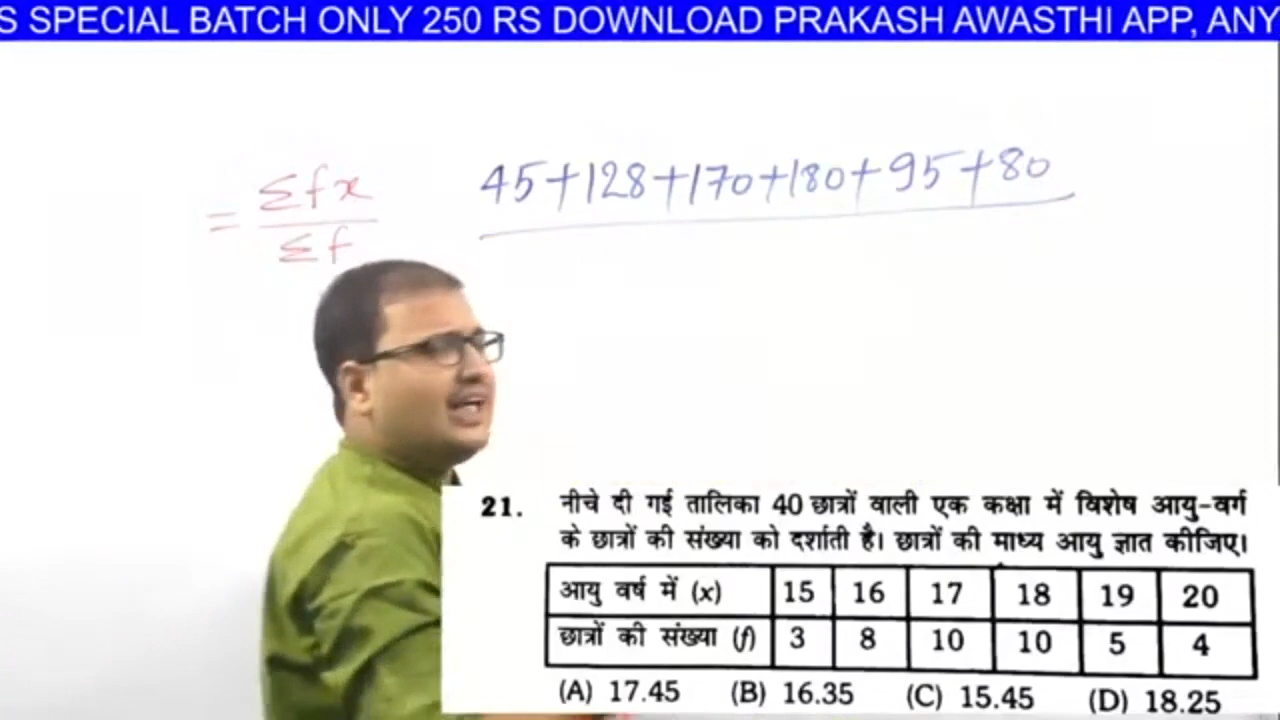 S SPECIAL BATCH ONLY 250 RS DOWNLOAD PRAKASH AWASTHI APP, ANY
= Σfx / Σf 45+128+170+180+95+80
21. नीचे दी गई तालिका 40 छात्रों वाली एक कक्षा में विशेष आयु-वर्ग
के छात्रों की संख्या को दर्शाती है। छात्रों की माध्य आयु ज्ञात कीजिए।
आयु वर्ष में (x) 15 16 17 18 19 20
छात्रों की संख्या (f) 3 8 10 10 5 4
(A) 17.45 (B) 16.35 (C) 15.45 (D) 18.25